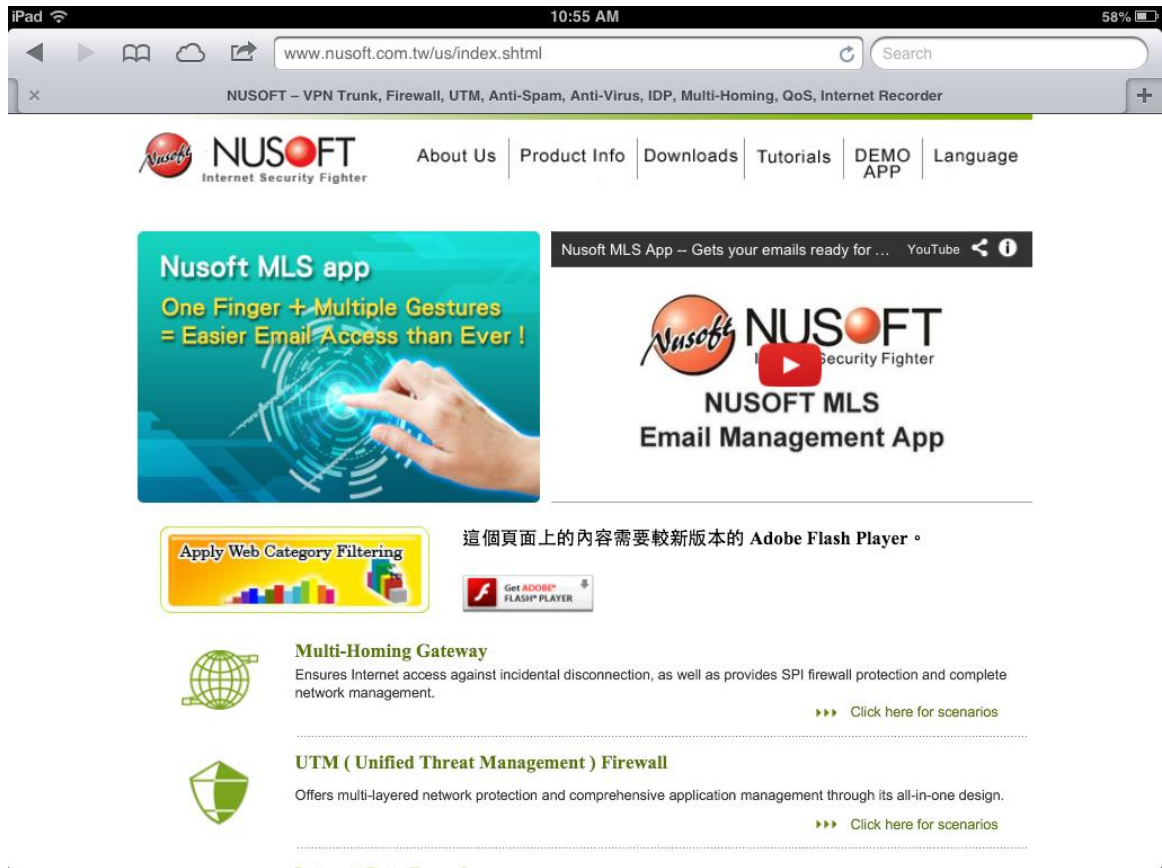 iPad 10:55 AM 58%
www.nusoft.com.tw/us/index.shtml Search
NUSOFT – VPN Trunk, Firewall, UTM, Anti-Spam, Anti-Virus, IDP, Multi-Homing, QoS, Internet Recorder
Nusoft NUSOFT
Internet Security Fighter
About Us Product Info Downloads Tutorials DEMO APP Language
Nusoft MLS app
One Finger + Multiple Gestures
= Easier Email Access than Ever !
Nusoft MLS App -- Gets your emails ready for ... YouTube
Nusoft NUSOFT
Security Fighter
NUSOFT MLS
Email Management App
Apply Web Category Filtering
這個頁面上的內容需要較新版本的 Adobe Flash Player。
Get ADOBE®
FLASH® PLAYER
Multi-Homing Gateway
Ensures Internet access against incidental disconnection, as well as provides SPI firewall protection and complete
network management.
Click here for scenarios
UTM ( Unified Threat Management ) Firewall
Offers multi-layered network protection and comprehensive application management through its all-in-one design.
Click here for scenarios